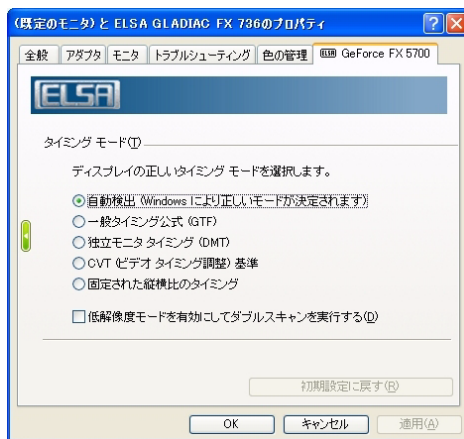 (既定のモニタ) と ELSA GLADIAC FX 736のプロパティ
全般 アダプタ モニタ トラブルシューティング 色の管理 ELSA GeForce FX 5700
ELSA
タイミング モード(T)
ディスプレイの正しいタイミング モードを選択します。
自動検出 (Windows により正しいモードが決定されます)
一般タイミング公式 (GTF)
独立モニタ タイミング (DMT)
CVT (ビデオ タイミング調整) 基準
固定された縦横比のタイミング
低解像度モードを有効にしてダブルスキャンを実行する(D)
初期設定に戻す(R)
OK キャンセル 適用(A)